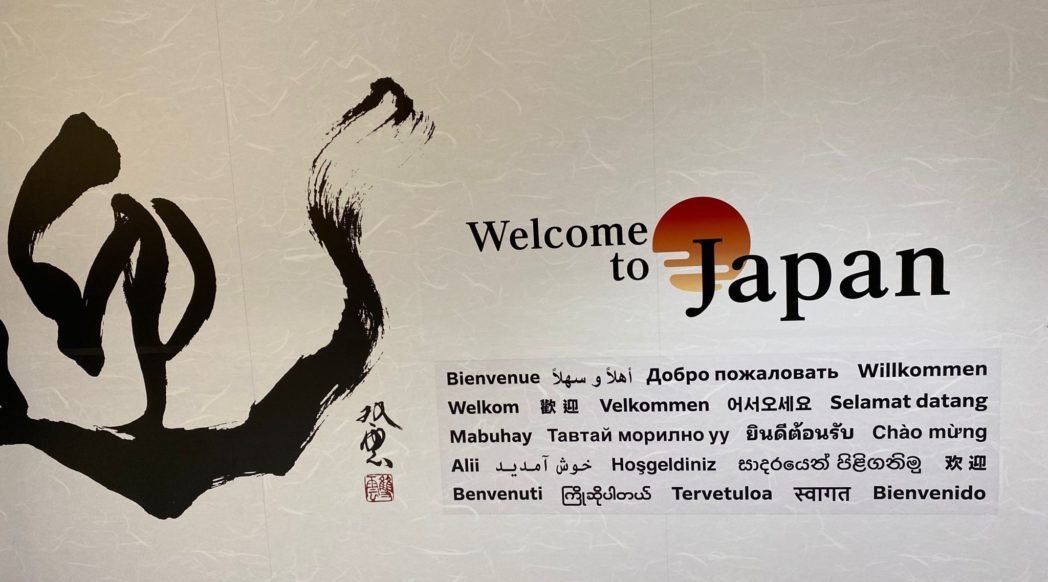 Welcome
to Japan
Bienvenue أهلاً و سهلاً Добро пожаловать Willkommen
Welkom 歡迎 Velkommen 어서오세요 Selamat datang
Mabuhay Тавтай морилно уу ยินดีต้อนรับ Chào mừng
Alii خوش آمدید Hoşgeldiniz සාදරයෙන් පිළිගනිමු 欢迎
Benvenuti ကြိုဆိုပါတယ် Tervetuloa स्वागत Bienvenido